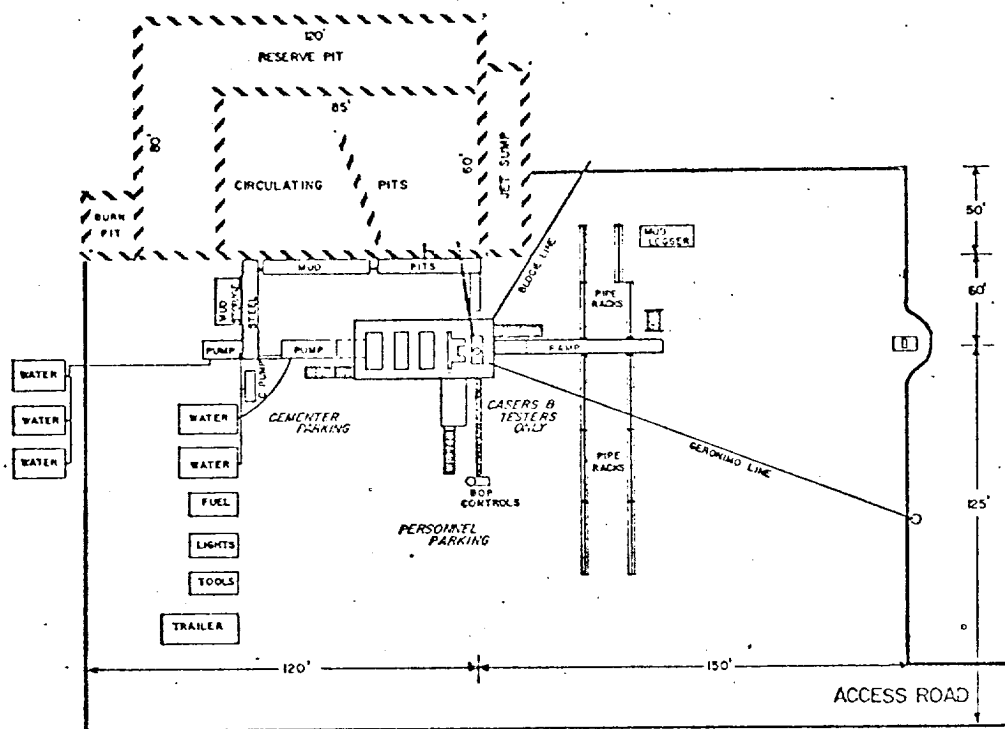 120'
RESERVE PIT
85'
80'
60'
JET SUMP
CIRCULATING PITS
BURN
PIT
50'
MUD
LOGGER
BLOCK LINE
MUD
PITS
STEEL
MUD
PIPE
RACKS
60'
PUMP
PUMP
RAMP
WATER
C PUMP
WATER
WATER
CEMENTER
PARKING
CASERS &
TESTERS
ONLY
WATER
WATER
PIPE
RACKS
GERONIMO LINE
BOP
CONTROLS
FUEL
125'
PERSONNEL
PARKING
LIGHTS
TOOLS
TRAILER
120'
150'
ACCESS ROAD